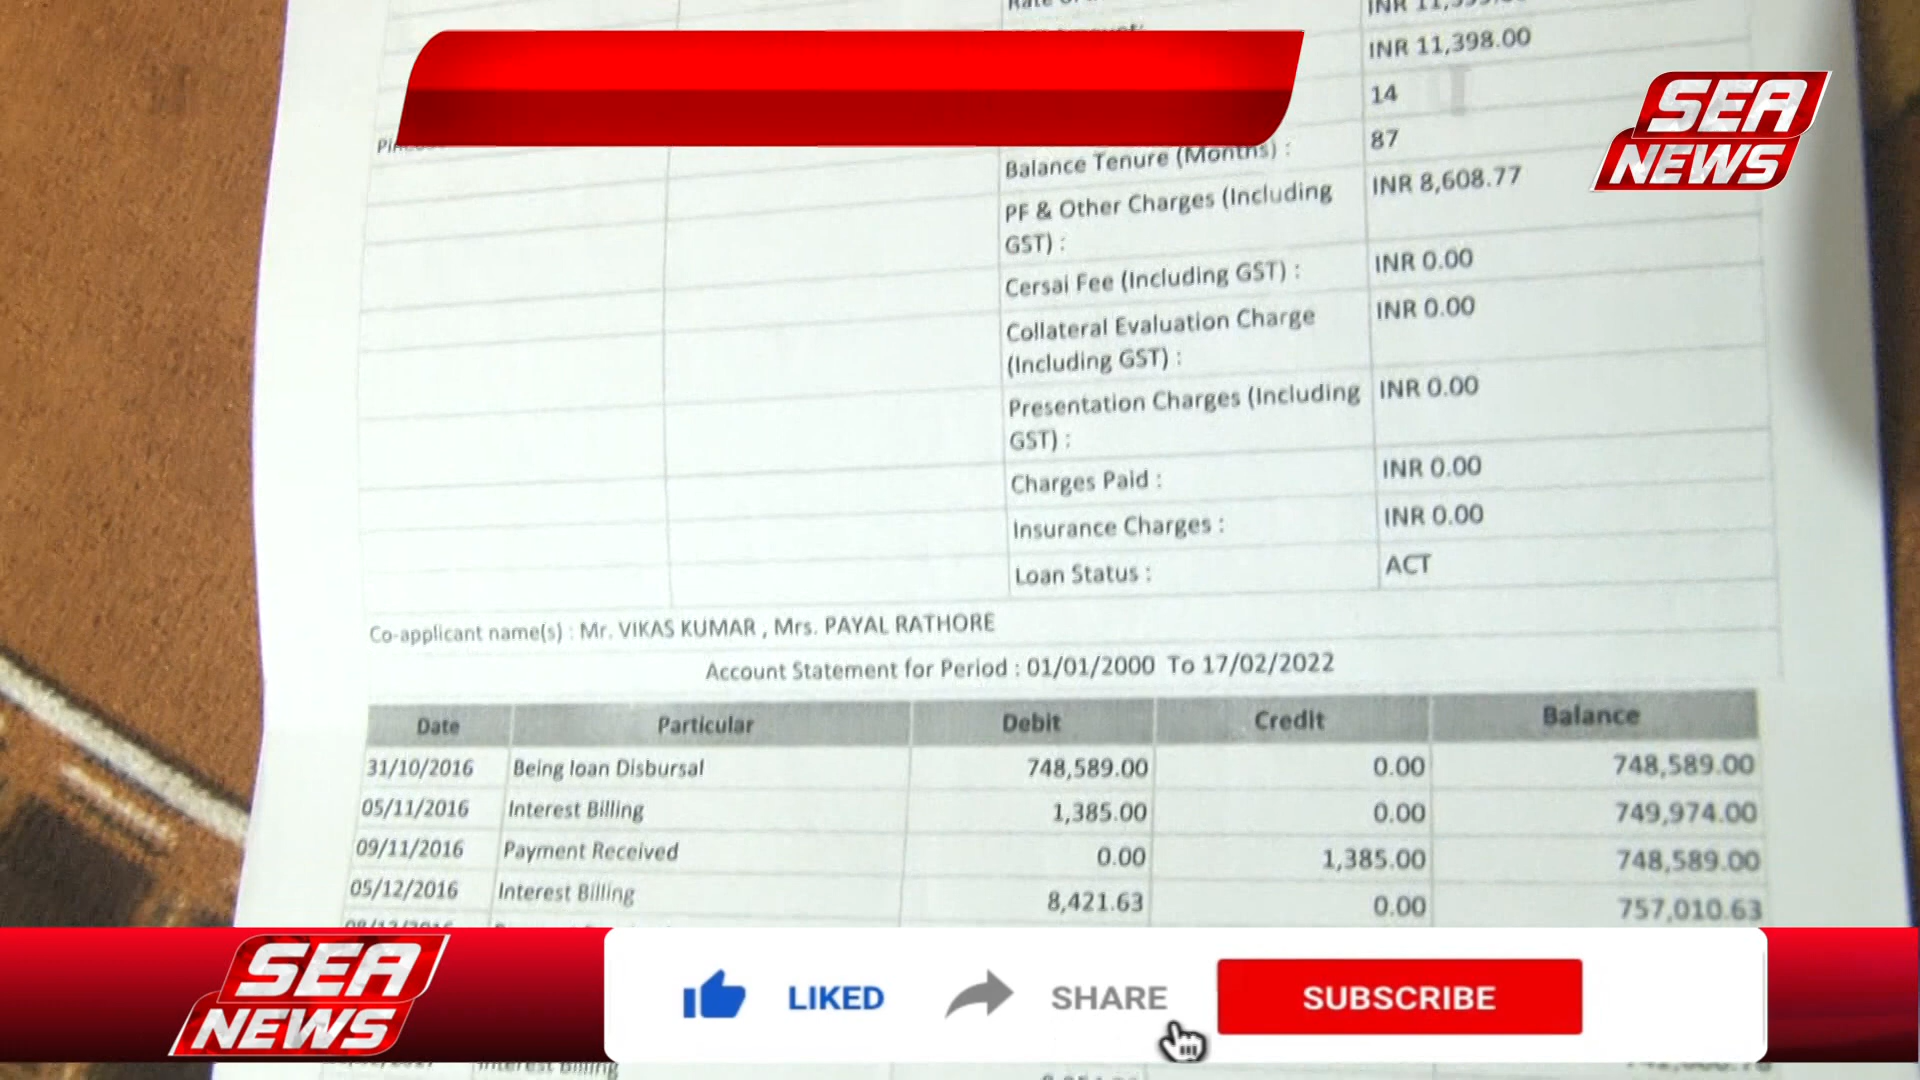 INR 11,398.00
14
87
Balance Tenure (Months) :
PF & Other Charges (Including GST) :
INR 8,608.77
Cersai Fee (Including GST) :
INR 0.00
Collateral Evaluation Charge (Including GST) :
INR 0.00
Presentation Charges (Including GST) :
INR 0.00
Charges Paid :
INR 0.00
Insurance Charges :
INR 0.00
Loan Status :
ACT
Co-applicant name(s) : Mr. VIKAS KUMAR , Mrs. PAYAL RATHORE
Account Statement for Period : 01/01/2000 To 17/02/2022
Date Particular Debit Credit Balance
31/10/2016 Being loan Disbursal 748,589.00 0.00 748,589.00
05/11/2016 Interest Billing 1,385.00 0.00 749,974.00
09/11/2016 Payment Received 0.00 1,385.00 748,589.00
05/12/2016 Interest Billing 8,421.63 0.00 757,010.63
Interest Billing
SEA
NEWS
SEA
NEWS
LIKED
SHARE
SUBSCRIBE